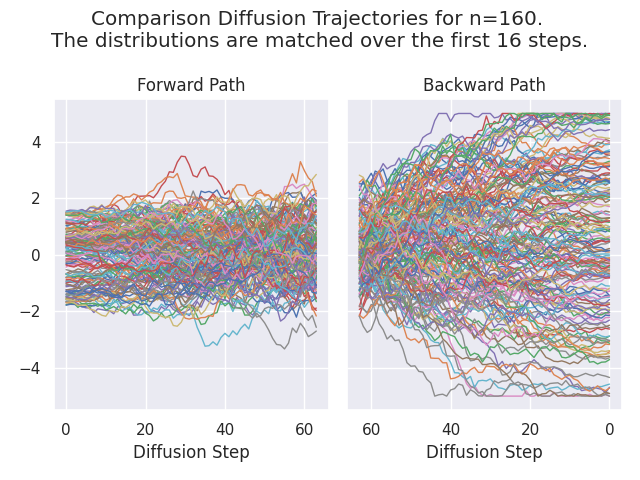 Comparison Diffusion Trajectories for n=160.
The distributions are matched over the first 16 steps.
Forward Path
Backward Path
4
2
0
−2
−4
0 20 40 60
60 40 20 0
Diffusion Step
Diffusion Step